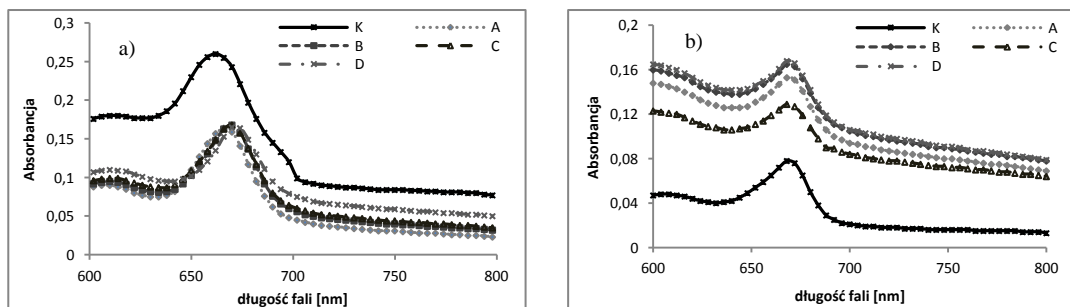 a)
K
A
B
C
D
Absorbancja
0,3
0,25
0,2
0,15
0,1
0,05
0
600
650
700
750
800
długość fali [nm]
b)
K
A
B
C
D
Absorbancja
0,2
0,16
0,12
0,08
0,04
0
600
650
700
750
800
długość fali [nm]